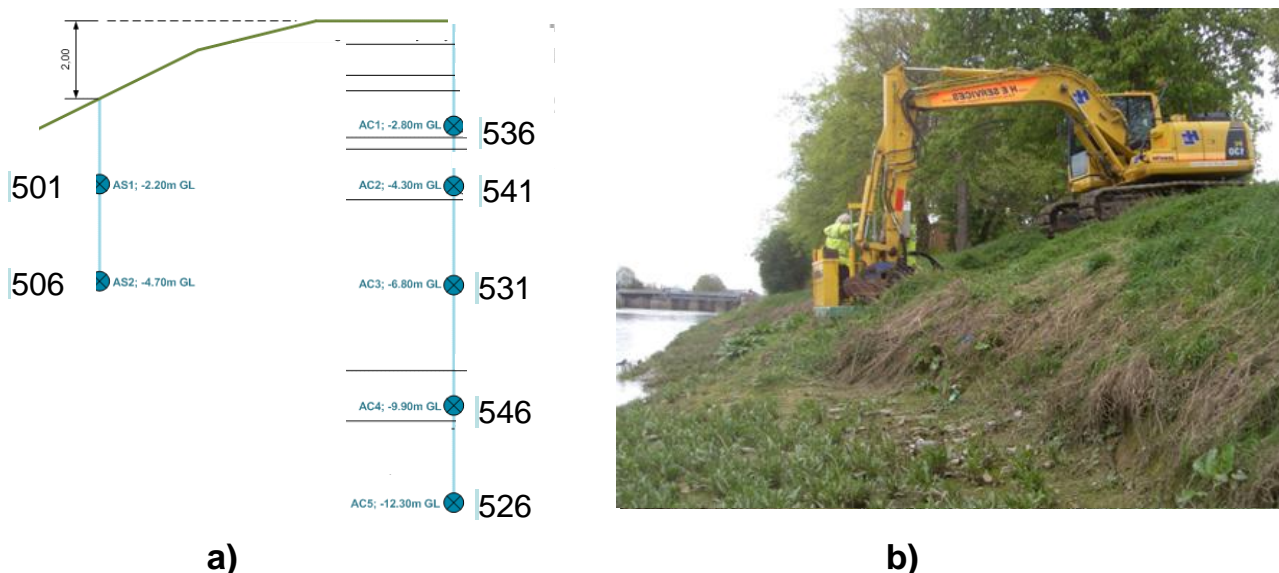 2.00
AC1; -2.80m GL
536
501
AS1; -2.20m GL
AC2; -4.30m GL
541
506
AS2; -4.70m GL
AC3; -6.80m GL
531
AC4; -9.90m GL
546
AC5; -12.30m GL
526
H E SERVICES
a)
b)